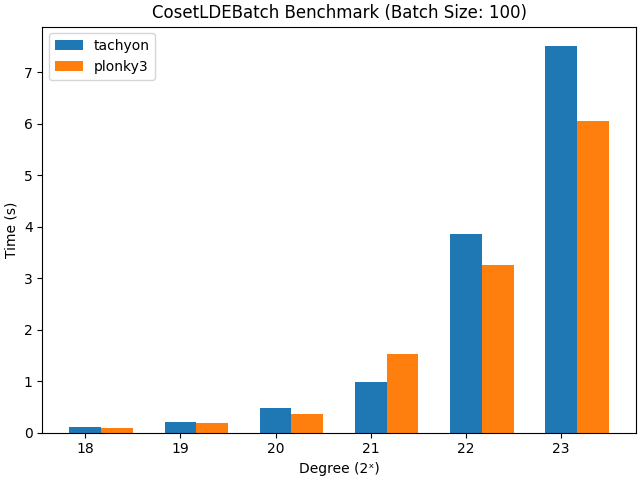 CosetLDEBatch Benchmark (Batch Size: 100)
tachyon
plonky3
Time (s)
7
6
5
4
3
2
1
0
18 19 20 21 22 23
Degree (2ˣ)